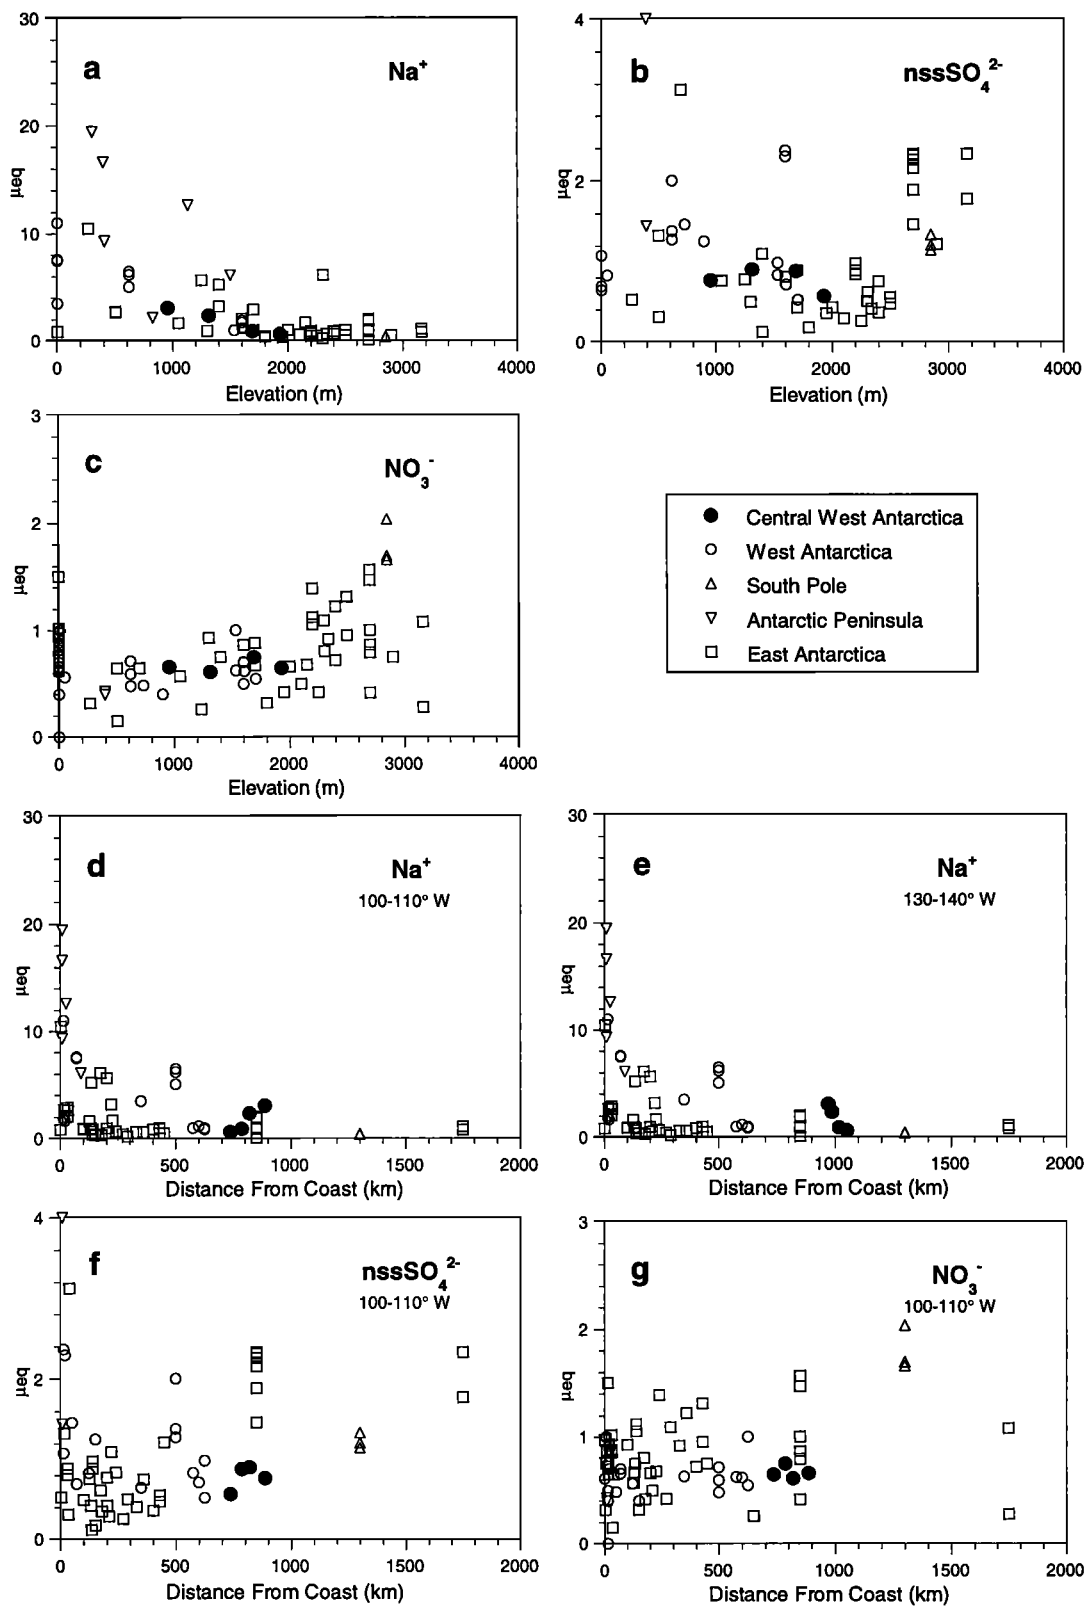 a
Na+
30
20
10
0
µeq
0 1000 2000 3000 4000
Elevation (m)
b
nssSO4 2-
4
2
0
µeq
0 1000 2000 3000 4000
Elevation (m)
c
NO3-
3
2
1
0
µeq
0 1000 2000 3000 4000
Elevation (m)
Central West Antarctica
West Antarctica
South Pole
Antarctic Peninsula
East Antarctica
d
Na+
100-110° W
30
20
10
0
µeq
0 500 1000 1500 2000
Distance From Coast (km)
e
Na+
130-140° W
30
20
10
0
µeq
0 500 1000 1500 2000
Distance From Coast (km)
f
nssSO4 2-
100-110° W
4
2
0
µeq
0 500 1000 1500 2000
Distance From Coast (km)
g
NO3-
100-110° W
3
2
1
0
µeq
0 500 1000 1500 2000
Distance From Coast (km)